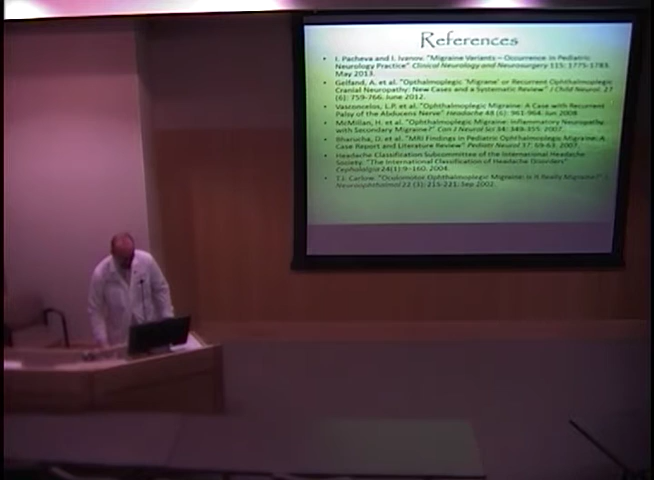 References
• I. Pacheva and I. Ivanov. "Migraine Variants – Occurrence in Pediatric
Neurology Practice" Clinical Neurology and Neurosurgery 115: 1775-1783.
May 2013.
• Gelfand, A. et al. "Opthalmoplegic 'Migraine' or Recurrent Ophthalmoplegic
Cranial Neuropathy: New Cases and a Systematic Review" J Child Neurol. 27
(6): 759-766. June 2012.
• Vasconcelos, L.P. et al. "Ophthalmoplegic Migraine: A Case with Recurrent
Palsy of the Abducens Nerve" Headache 48 (6): 961-964. Jun 2008
• McMillan, H. et al. "Ophthalmoplegic Migraine: Inflammatory Neuropathy
with Secondary Migraine?" Can J Neurol Sci 34: 349-355. 2007.
• Bharucha, D. et al. "MRI Findings in Pediatric Ophthalmoplegic Migraine: A
Case Report and Literature Review" Pediatr Neurol 37: 59-63. 2007.
• Headache Classification Subcommittee of the International Headache
Society. "The International Classification of Headache Disorders"
Cephalalgia 24(1):9-160. 2004.
• T.J. Carlow. "Oculomotor Ophthalmoplegic Migraine: Is it Really Migraine?" J
Neurophthalmol 22 (3): 215-221. Sep 2002.